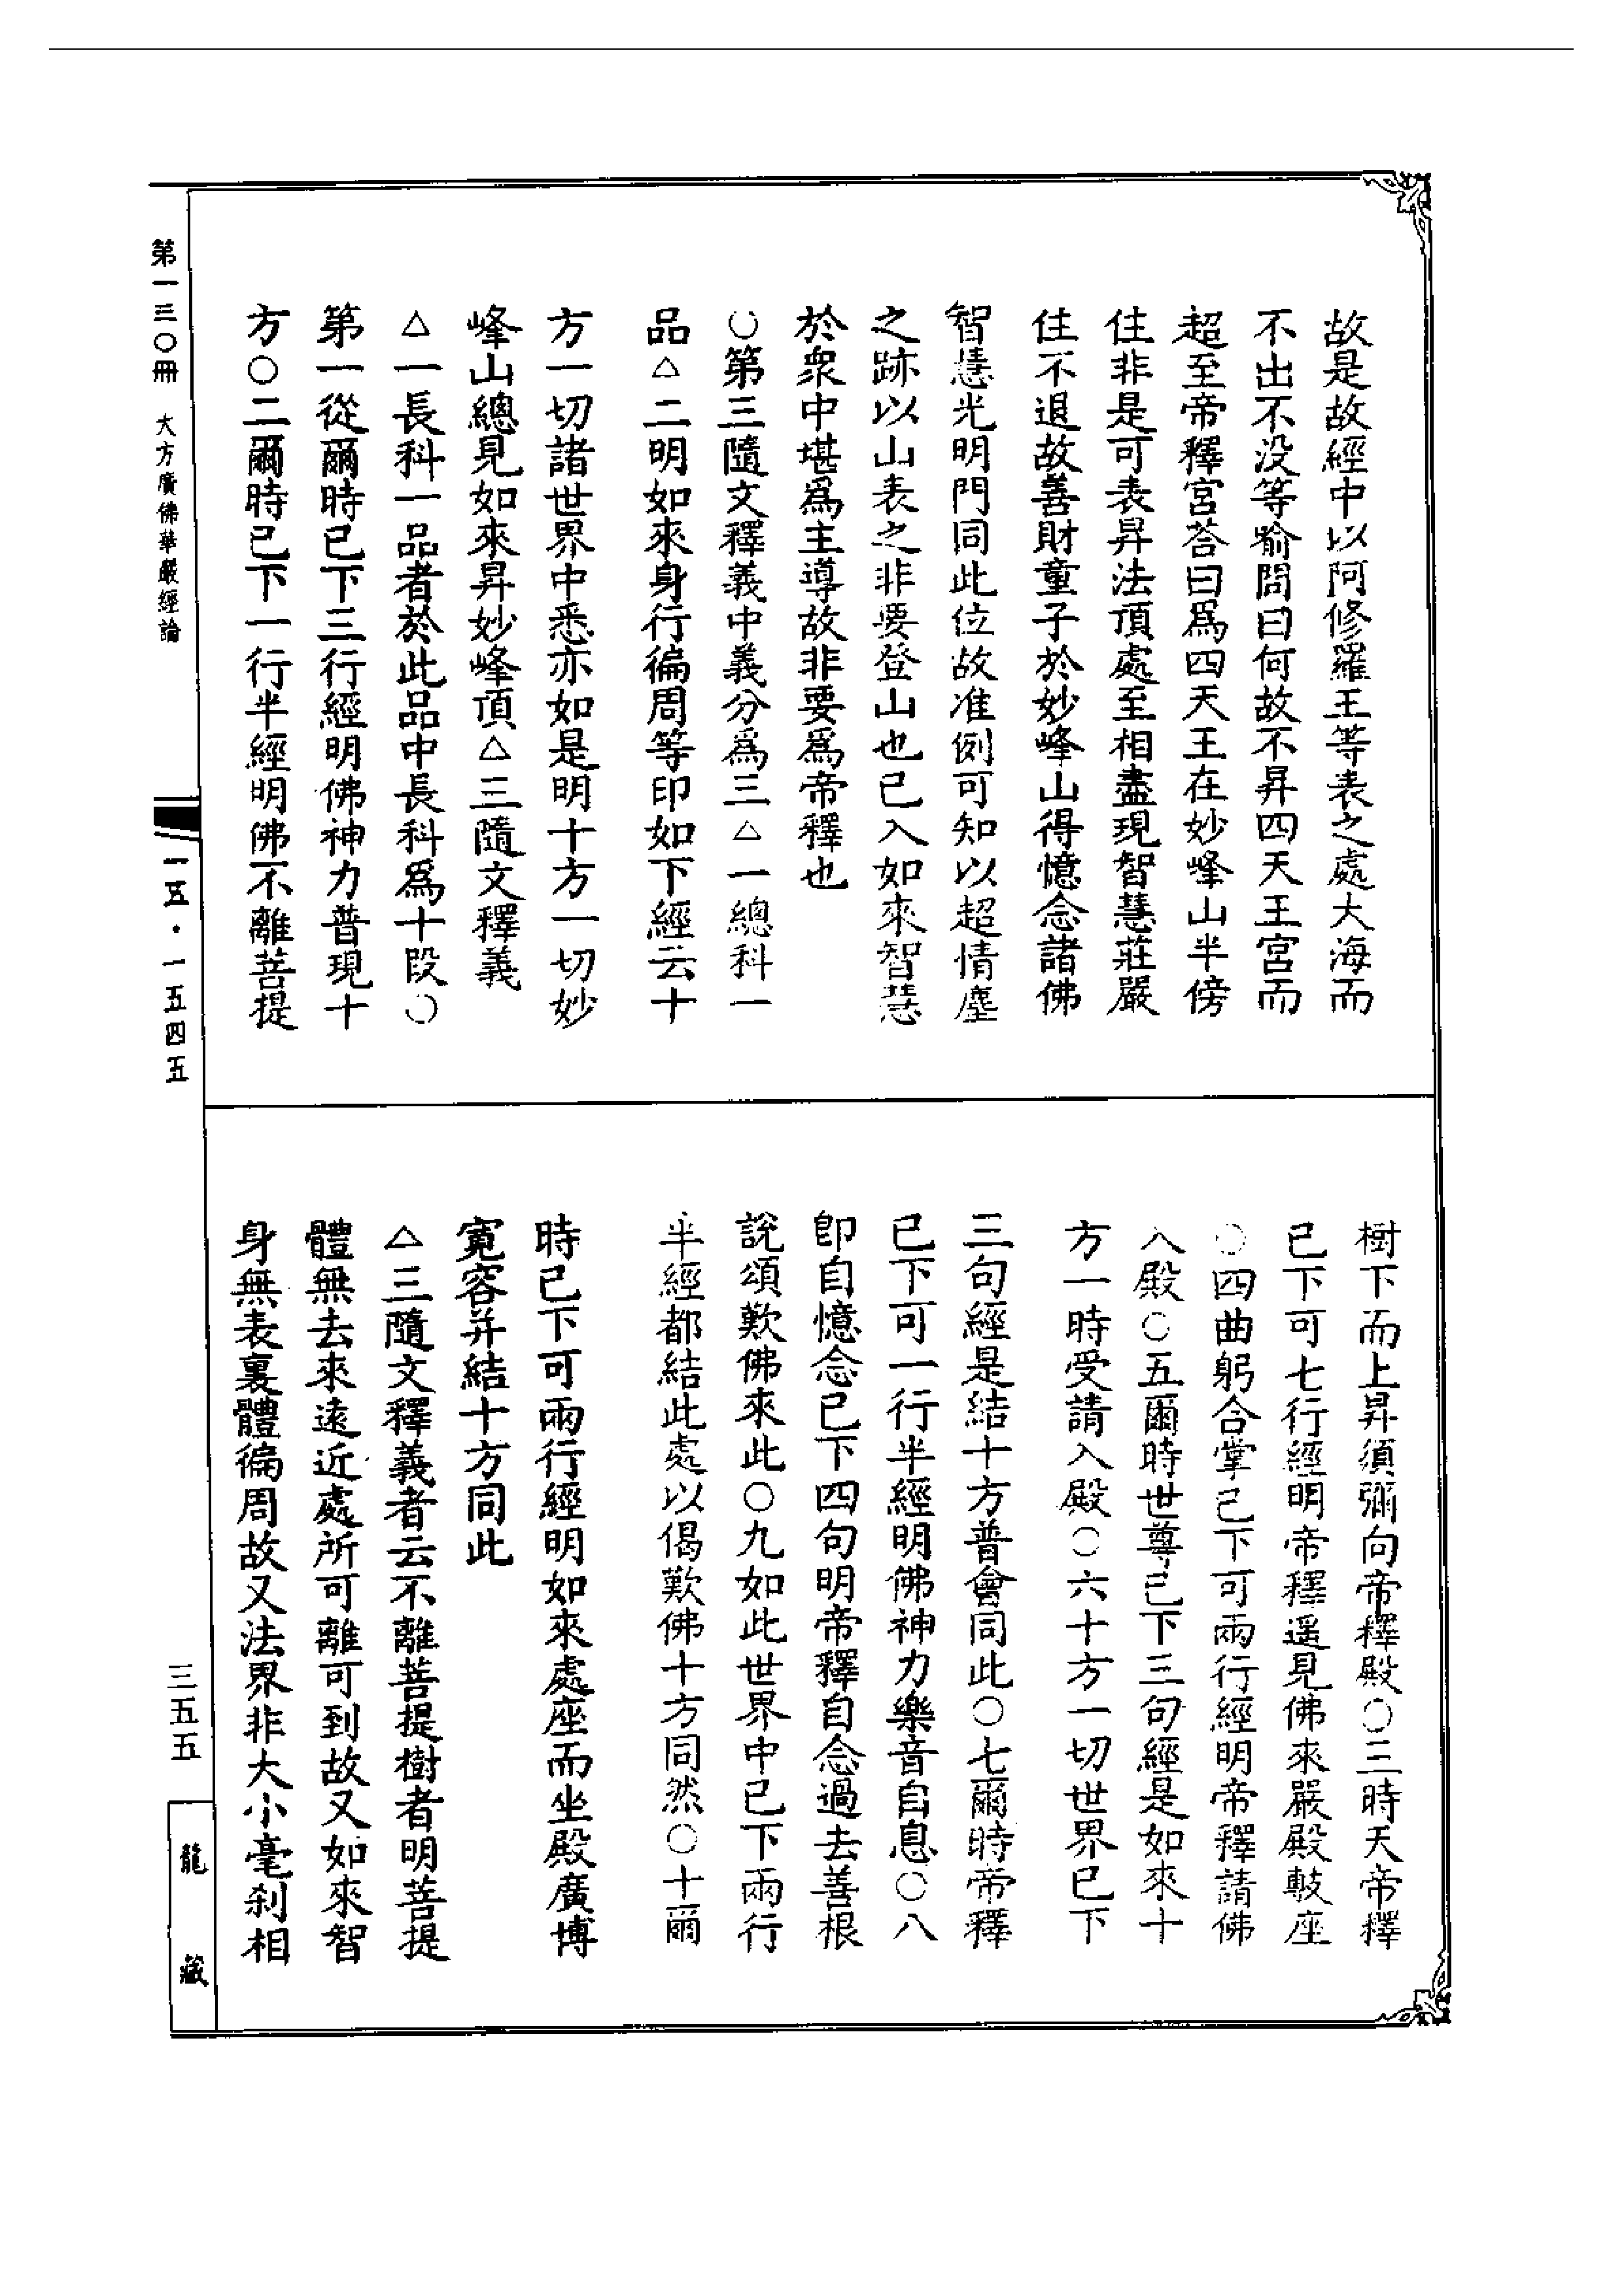 故是故經中以阿修羅王等表之處大海而
不出不没等喻問曰何故不昇四天王宮而
超至帝釋宮荅曰爲四天王在妙峰山半傍
住非是可表昇法頂處至相盡現智慧莊嚴
住不退故善財童子於妙峰山得憶念諸佛
智慧光明門同此位故准例可知以超情塵
之跡以山表之非要登山也已入如來智慧
於衆中堪爲主導故非要爲帝釋也
○第三隨文釋義中義分爲三△一總科一
品△二明如來身行徧周等印如下經云十
方一切諸世界中悉亦如是明十方一切妙
峰山總見如來昇妙峰頂△三隨文釋義
△一長科一品者於此品中長科爲十段○
第一從爾時已下三行經明佛神力普現十
方○二爾時已下一行半經明佛不離菩提
樹下而上昇須彌向帝釋殿○三時天帝釋
已下可七行經明帝釋遥見佛來嚴殿敷座
○四曲躬合掌已下可兩行經明帝釋請佛
入殿○五爾時世尊已下三句經是如來十
方一時受請入殿○六十方一切世界已下
三句經是結十方普會同此○七爾時帝釋
已下可一行半經明佛神力樂音自息○八
卽自憶念已下四句明帝釋自念過去善根
說頌歎佛來此○九如此世界中已下兩行
半經都結此處以偈歎佛十方同然○十爾
時已下可兩行經明如來處座而坐殿廣博
寬容并結十方同此
△三隨文釋義者云不離菩提樹者明菩提
體無去來遠近處所可離可到故又如來智
身無表裏體徧周故又法界非大小毫刹相
第一三〇冊 大方廣佛華嚴經論
一五·一五四五
三五五
龍藏